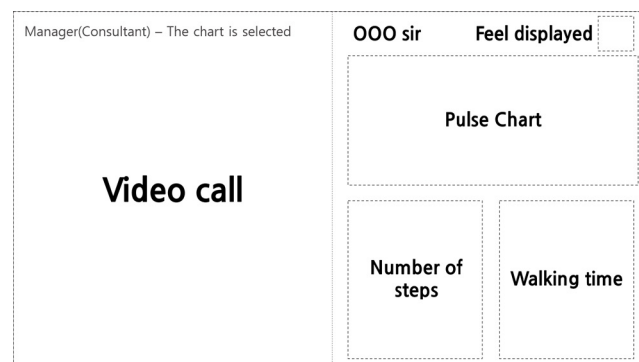 Manager(Consultant) – The chart is selected
Video call
OOO sir
Feel displayed
Pulse Chart
Number of
steps
Walking time